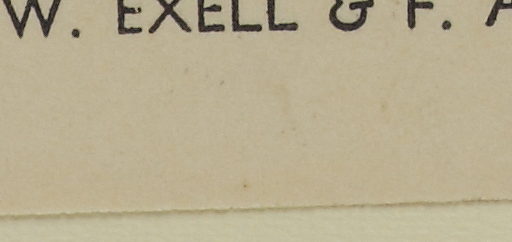 W. EXELL & F. A